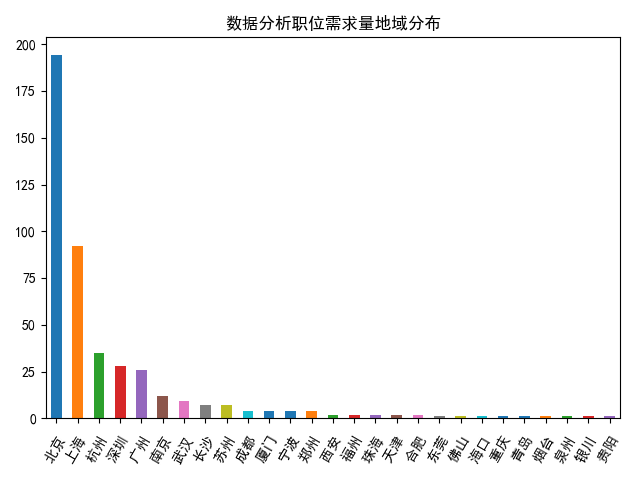 数据分析职位需求量地域分布
200
175
150
125
100
75
50
25
0
北京
上海
杭州
深圳
广州
南京
武汉
长沙
苏州
成都
厦门
宁波
郑州
西安
福州
珠海
天津
合肥
东莞
佛山
海口
重庆
青岛
烟台
泉州
银川
贵阳